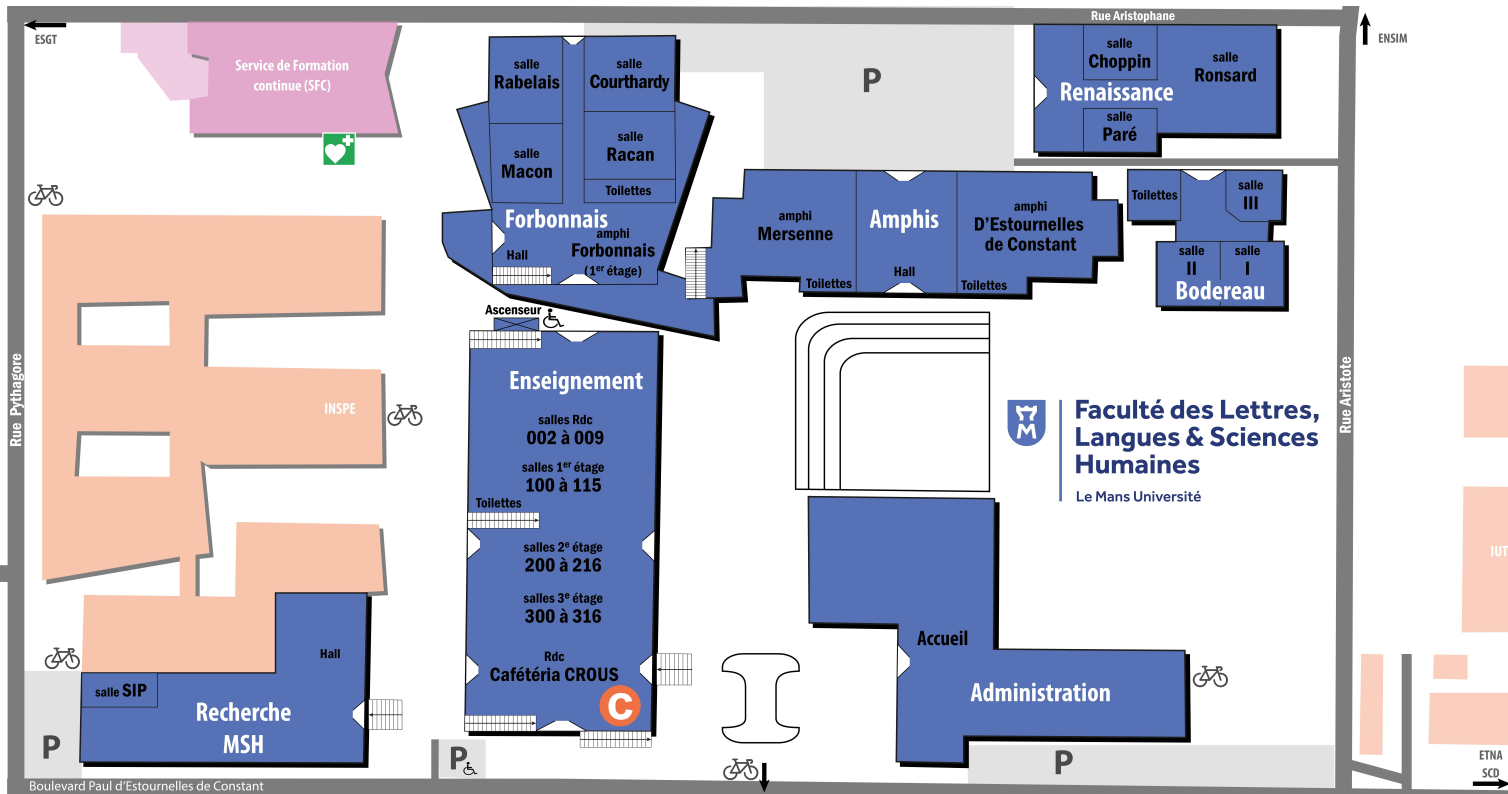 Rue Aristophane
ESGT
ENSIM
Service de Formation
continue (SFC)
salle
Rabelais
salle
Courthardy
salle
Macon
salle
Racan
Toilettes
Forbonnais
amphi
Forbonnais
(1er étage)
Hall
P
salle
Choppin
salle
Ronsard
Renaissance
salle
Paré
amphi
Mersenne
Amphis
amphi
D'Estournelles
de Constant
Toilettes
Hall
Toilettes
Toilettes
salle
III
salle
II
salle
I
Bodereau
Ascenseur
Enseignement
salles Rdc
002 à 009
salles 1er étage
100 à 115
Toilettes
salles 2e étage
200 à 216
salles 3e étage
300 à 316
Rdc
Cafétéria CROUS
C
Rue Pythagore
INSPE
Rue Aristote
M
Faculté des Lettres,
Langues & Sciences
Humaines
Le Mans Université
IUT
Hall
salle SIP
Recherche
MSH
Accueil
Administration
P
P
P
ETNA
SCD
Boulevard Paul d'Estournelles de Constant